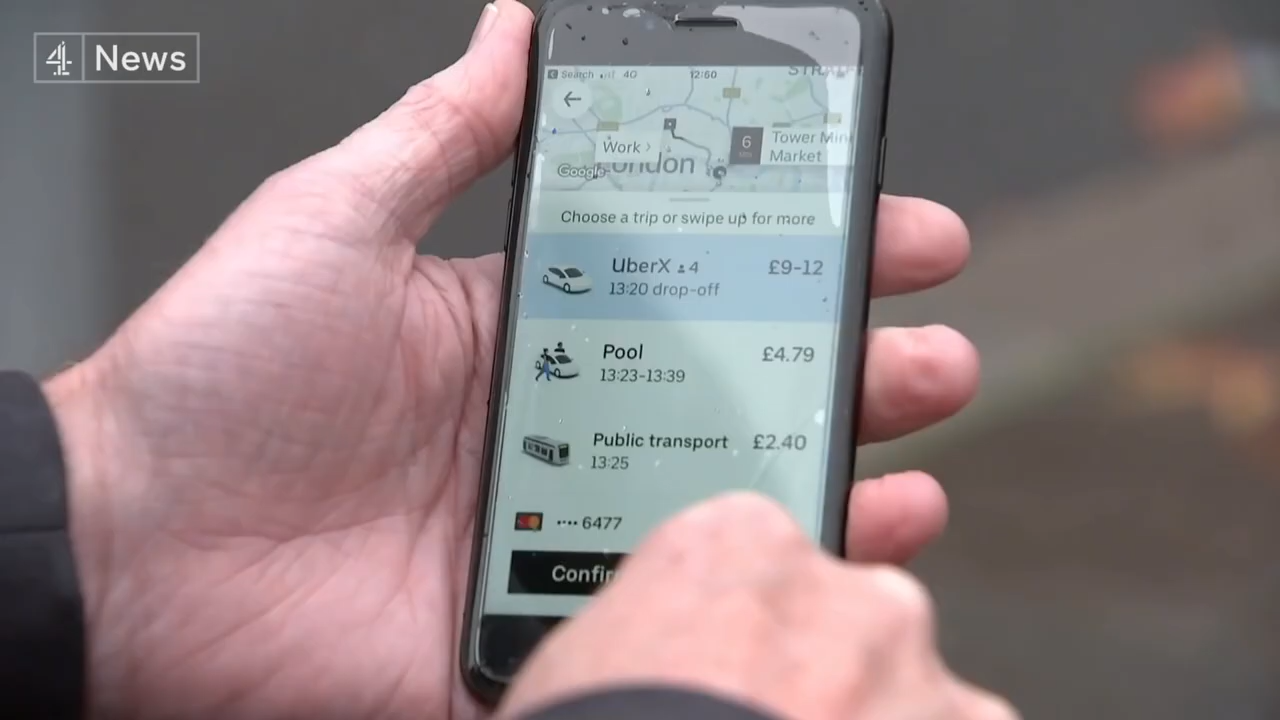 4 News
Search 4G 12:50
STRA
Work
6
Tower Min
Market
Google
London
Choose a trip or swipe up for more
UberX 4 £9-12
13:20 drop-off
Pool £4.79
13:23-13:39
Public transport £2.40
13:25
•••• 6477
Confir